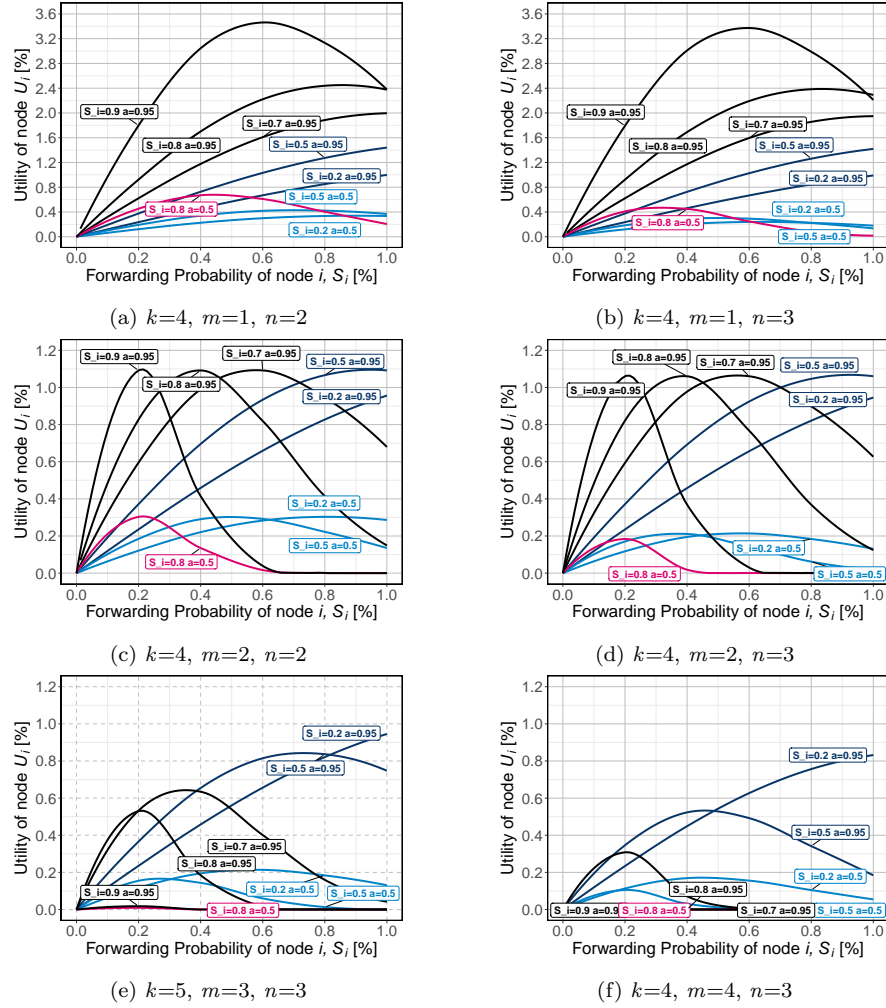 Utility of node U_i [%]
3.6
3.2
2.8
2.4
2.0
1.6
1.2
0.8
0.4
0.0
S_i=0.9 a=0.95
S_i=0.8 a=0.95
S_i=0.7 a=0.95
S_i=0.5 a=0.95
S_i=0.2 a=0.95
S_i=0.5 a=0.5
S_i=0.8 a=0.5
S_i=0.2 a=0.5
0.0 0.2 0.4 0.6 0.8 1.0
Forwarding Probability of node i, S_i [%]
(a) k=4, m=1, n=2
Utility of node U_i [%]
3.6
3.2
2.8
2.4
2.0
1.6
1.2
0.8
0.4
0.0
S_i=0.9 a=0.95
S_i=0.7 a=0.95
S_i=0.8 a=0.95
S_i=0.5 a=0.95
S_i=0.2 a=0.95
S_i=0.2 a=0.5
S_i=0.8 a=0.5
S_i=0.5 a=0.5
0.0 0.2 0.4 0.6 0.8 1.0
Forwarding Probability of node i, S_i [%]
(b) k=4, m=1, n=3
Utility of node U_i [%]
1.2
1.0
0.8
0.6
0.4
0.2
0.0
S_i=0.9 a=0.95
S_i=0.7 a=0.95
S_i=0.8 a=0.95
S_i=0.5 a=0.95
S_i=0.2 a=0.95
S_i=0.2 a=0.5
S_i=0.5 a=0.5
S_i=0.8 a=0.5
0.0 0.2 0.4 0.6 0.8 1.0
Forwarding Probability of node i, S_i [%]
(c) k=4, m=2, n=2
Utility of node U_i [%]
1.2
1.0
0.8
0.6
0.4
0.2
0.0
S_i=0.8 a=0.95
S_i=0.7 a=0.95
S_i=0.9 a=0.95
S_i=0.5 a=0.95
S_i=0.2 a=0.95
S_i=0.2 a=0.5
S_i=0.8 a=0.5
S_i=0.5 a=0.5
0.0 0.2 0.4 0.6 0.8 1.0
Forwarding Probability of node i, S_i [%]
(d) k=4, m=2, n=3
Utility of node U_i [%]
1.2
1.0
0.8
0.6
0.4
0.2
0.0
S_i=0.2 a=0.95
S_i=0.5 a=0.95
S_i=0.7 a=0.95
S_i=0.8 a=0.95
S_i=0.9 a=0.95
S_i=0.2 a=0.5
S_i=0.5 a=0.5
S_i=0.8 a=0.5
0.0 0.2 0.4 0.6 0.8 1.0
Forwarding Probability of node i, S_i [%]
(e) k=5, m=3, n=3
Utility of node U_i [%]
1.2
1.0
0.8
0.6
0.4
0.2
0.0
S_i=0.2 a=0.95
S_i=0.5 a=0.95
S_i=0.8 a=0.95
S_i=0.2 a=0.5
S_i=0.9 a=0.9
S_i=0.8 a=0.5
S_i=0.7 a=0.95
S_i=0.5 a=0.5
0.0 0.2 0.4 0.6 0.8 1.0
Forwarding Probability of node i, S_i [%]
(f) k=4, m=4, n=3